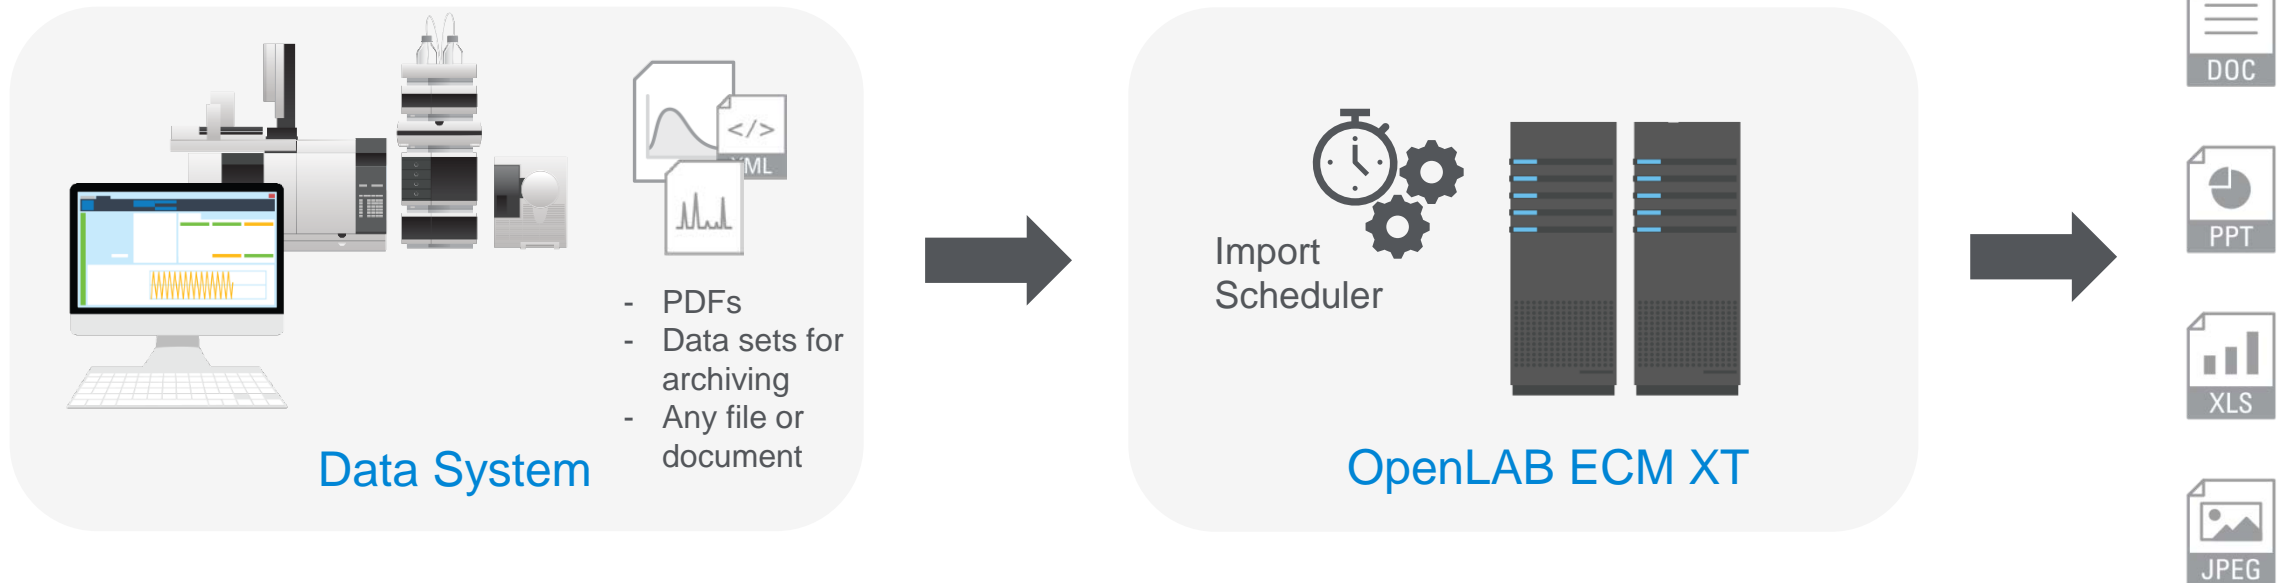 </>
XML
- PDFs
- Data sets for
archiving
- Any file or
document
Data System
Import
Scheduler
OpenLAB ECM XT
DOC
PPT
XLS
JPEG